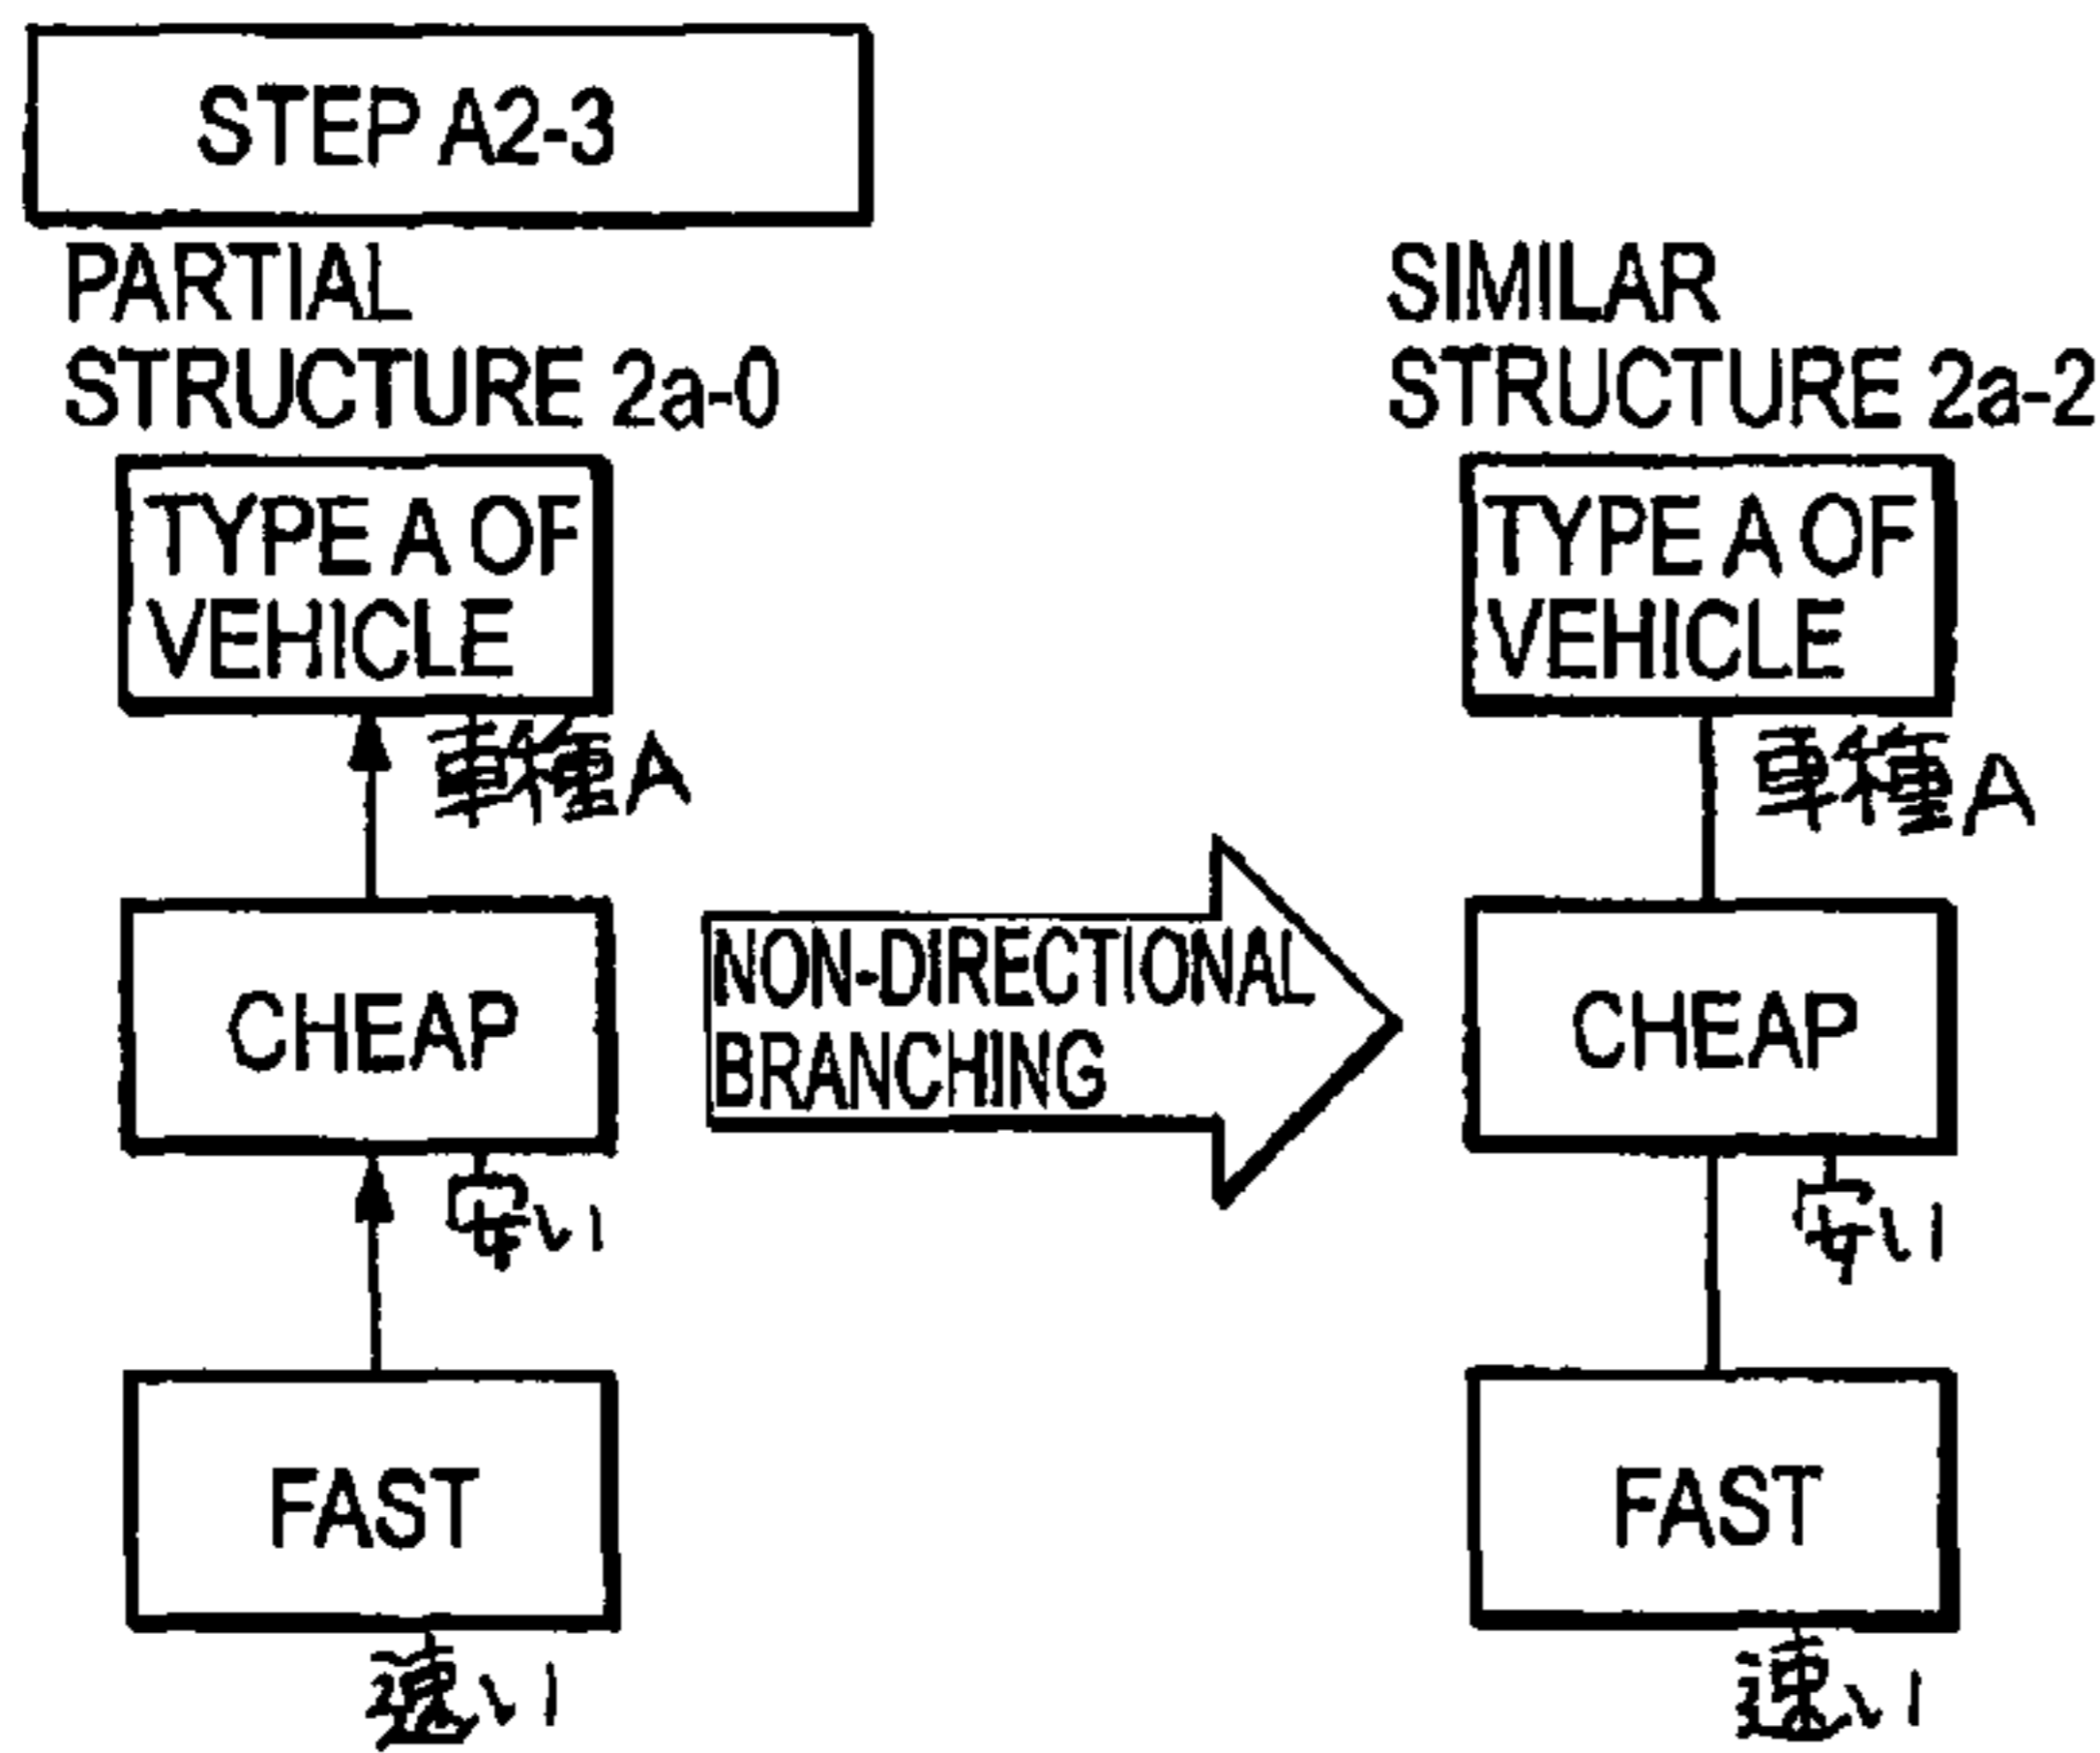 STEP A2-3
PARTIAL
STRUCTURE 2a-0
TYPE A OF
VEHICLE
車種A
CHEAP
安い
FAST
速い
NON-DIRECTIONAL
BRANCHING
SIMILAR
STRUCTURE 2a-2
TYPE A OF
VEHICLE
車種A
CHEAP
安い
FAST
速い